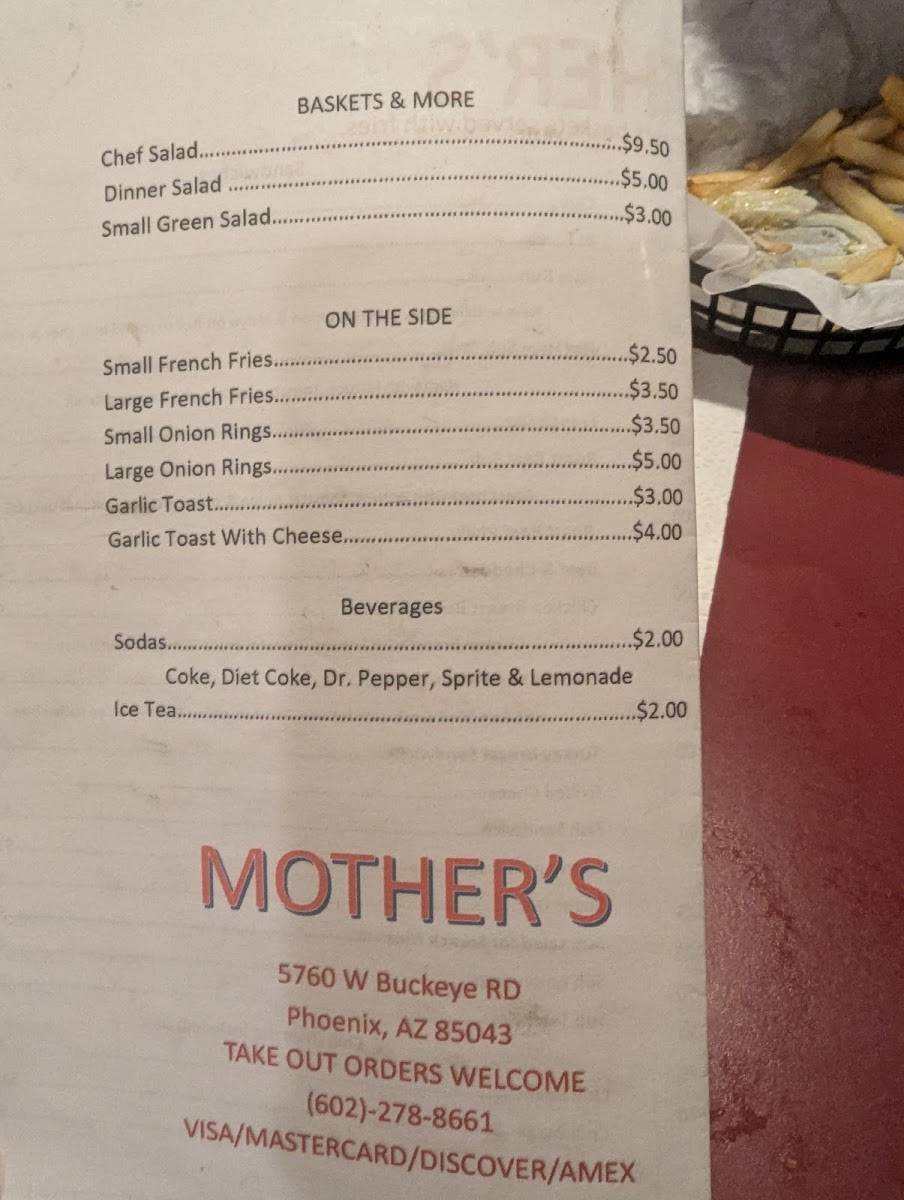 BASKETS & MORE
Chef Salad..............................$9.50
Dinner Salad ..............................$5.00
Small Green Salad..............................$3.00
ON THE SIDE
Small French Fries..............................$2.50
Large French Fries..............................$3.50
Small Onion Rings..............................$3.50
Large Onion Rings..............................$5.00
Garlic Toast..............................$3.00
Garlic Toast With Cheese..............................$4.00
Beverages
Sodas..............................$2.00
Coke, Diet Coke, Dr. Pepper, Sprite & Lemonade
Ice Tea..............................$2.00
MOTHER'S
5760 W Buckeye RD
Phoenix, AZ 85043
TAKE OUT ORDERS WELCOME
(602)-278-8661
VISA/MASTERCARD/DISCOVER/AMEX